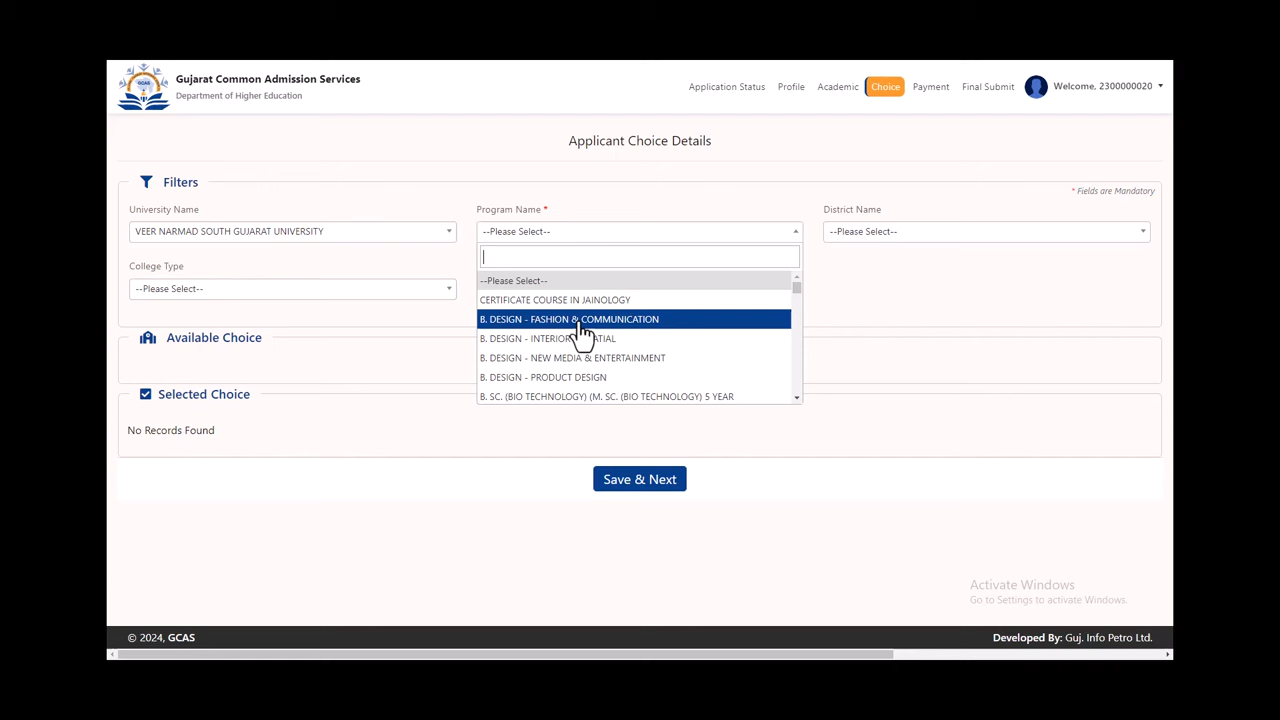 Gujarat Common Admission Services
Department of Higher Education
Application Status Profile Academic Choice Payment Final Submit Welcome, 2300000020
Applicant Choice Details
Filters
* Fields are Mandatory
University Name
VEER NARMAD SOUTH GUJARAT UNIVERSITY
Program Name *
--Please Select--
District Name
--Please Select--
College Type
--Please Select--
--Please Select--
CERTIFICATE COURSE IN JAINOLOGY
B. DESIGN - FASHION & COMMUNICATION
B. DESIGN - INTERIOR
B. DESIGN - NEW MEDIA & ENTERTAINMENT
B. DESIGN - PRODUCT DESIGN
B. SC. (BIO TECHNOLOGY) (M. SC. (BIO TECHNOLOGY) 5 YEAR
Available Choice
Selected Choice
No Records Found
Save & Next
Activate Windows
Go to Settings to activate Windows.
© 2024, GCAS
Developed By: Guj. Info Petro Ltd.